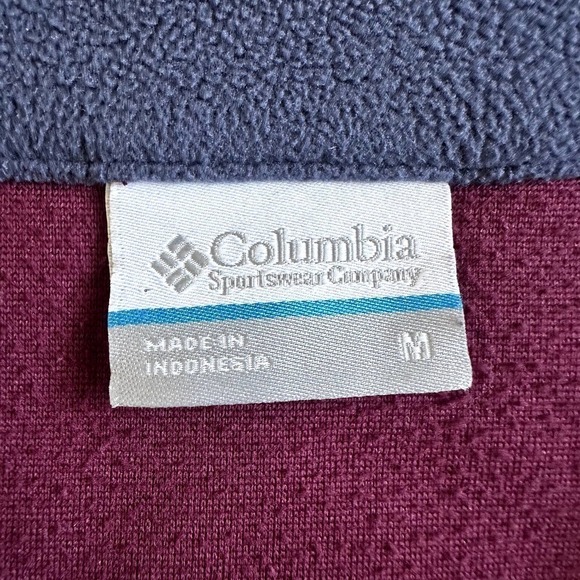 Columbia
Sportswear Company
MADE IN
INDONESIA
M